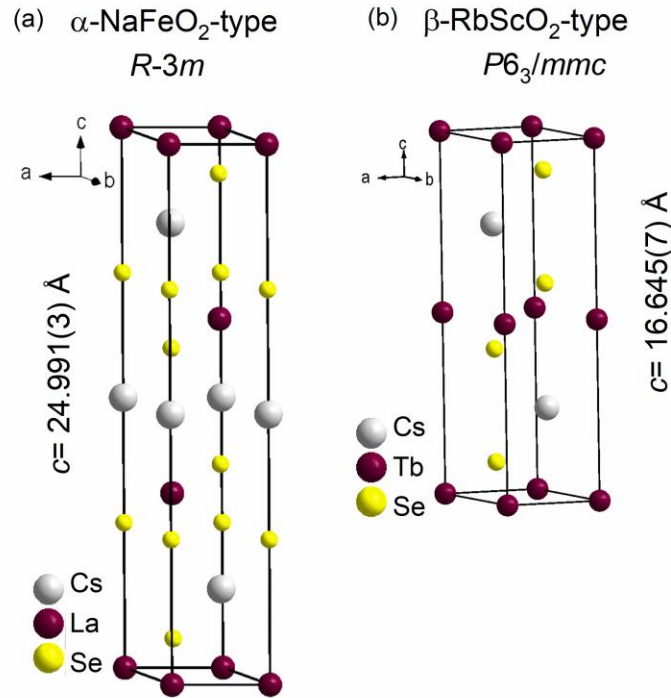 (a) α-NaFeO₂-type
R-3m
c
a
b
c= 24.991(3) Å
Cs
La
Se
(b) β-RbScO₂-type
P6₃/mmc
c
a
b
c= 16.645(7) Å
Cs
Tb
Se